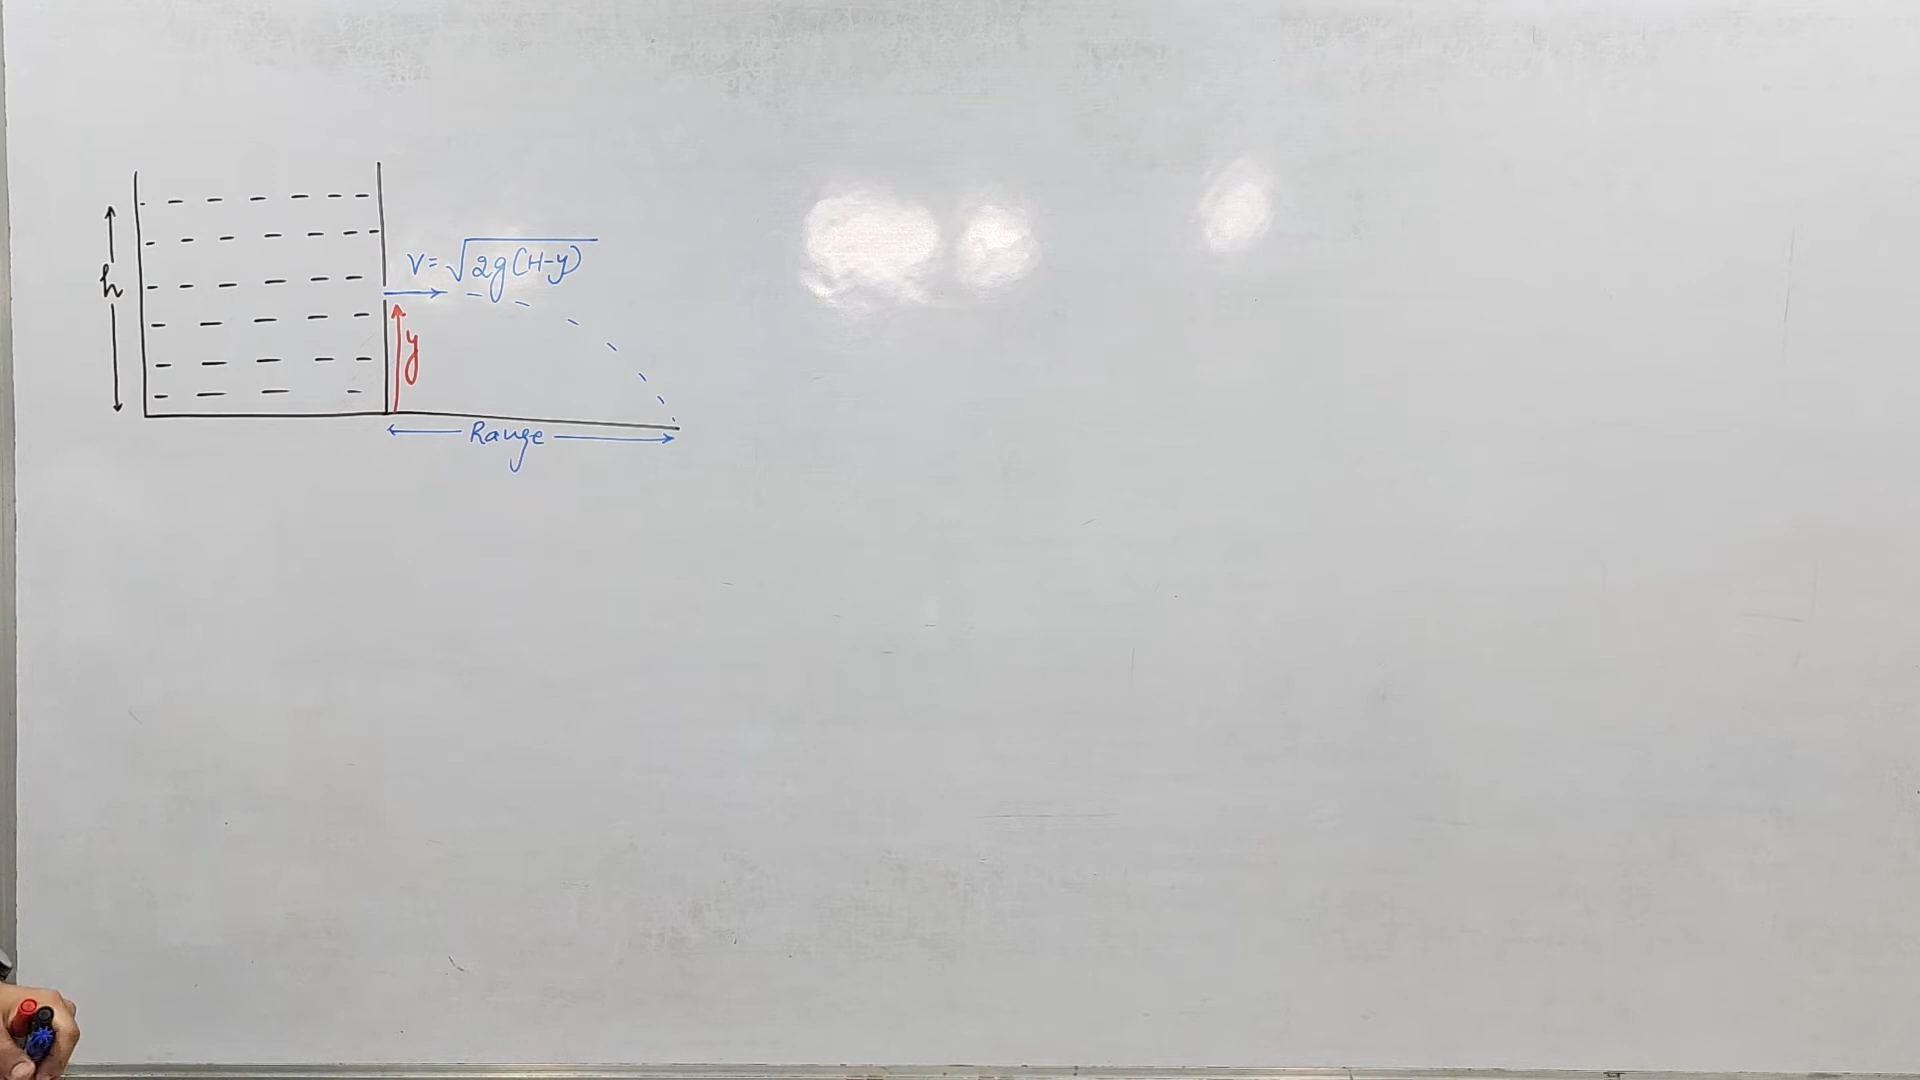 h
V = √2g(H-y)
y
Range